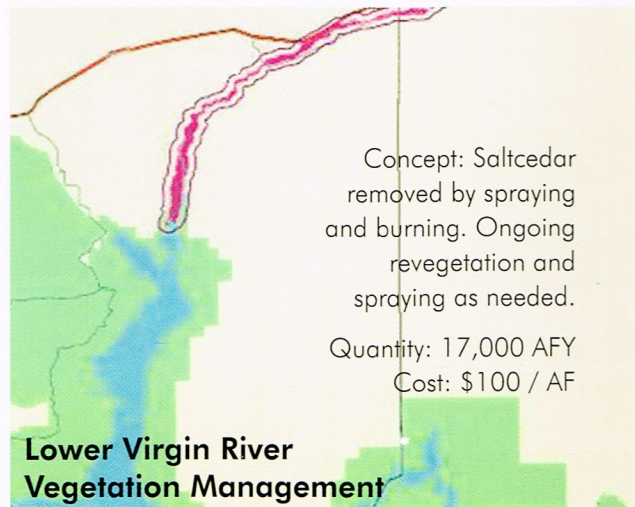 Concept: Saltcedar
removed by spraying
and burning. Ongoing
revegetation and
spraying as needed.
Quantity: 17,000 AFY
Cost: $100 / AF
Lower Virgin River
Vegetation Management